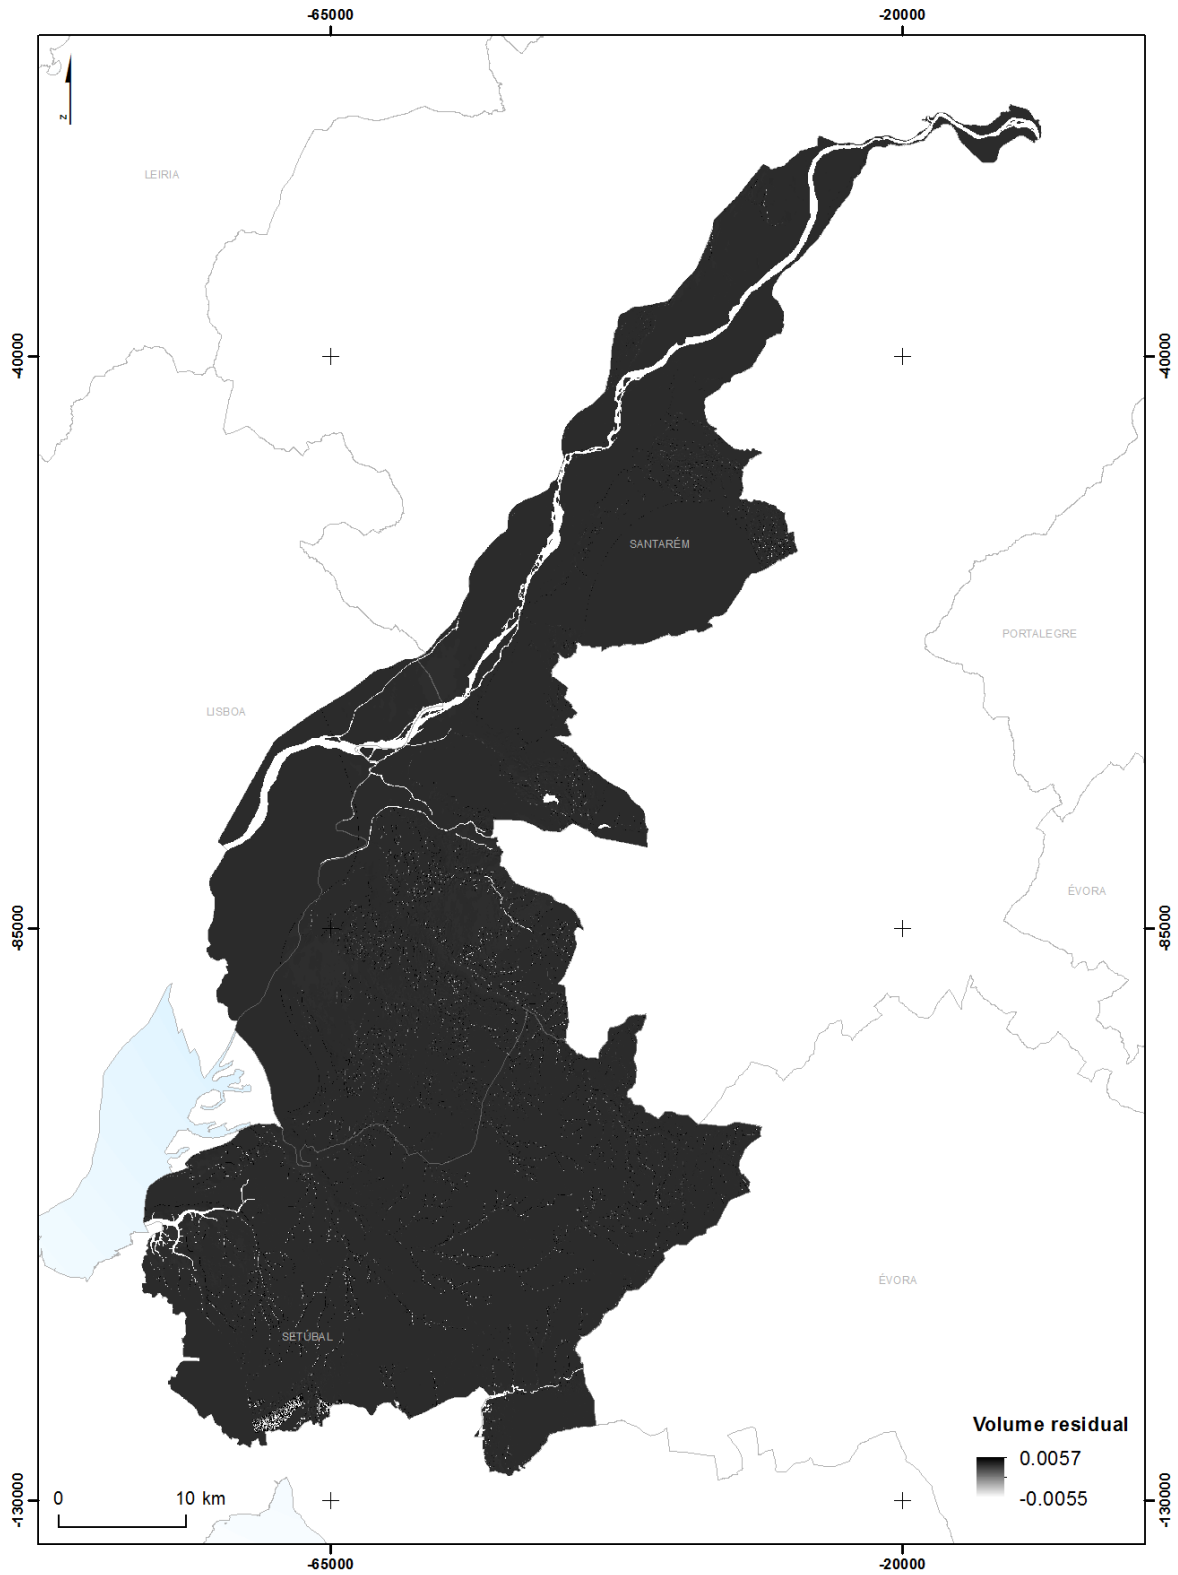 -65000
-20000
z
LEIRIA
-40000
-40000
SANTARÉM
PORTALEGRE
LISBOA
ÉVORA
-85000
-85000
ÉVORA
SETÚBAL
Volume residual
0.0057
-0.0055
0
10 km
-130000
-130000
-65000
-20000